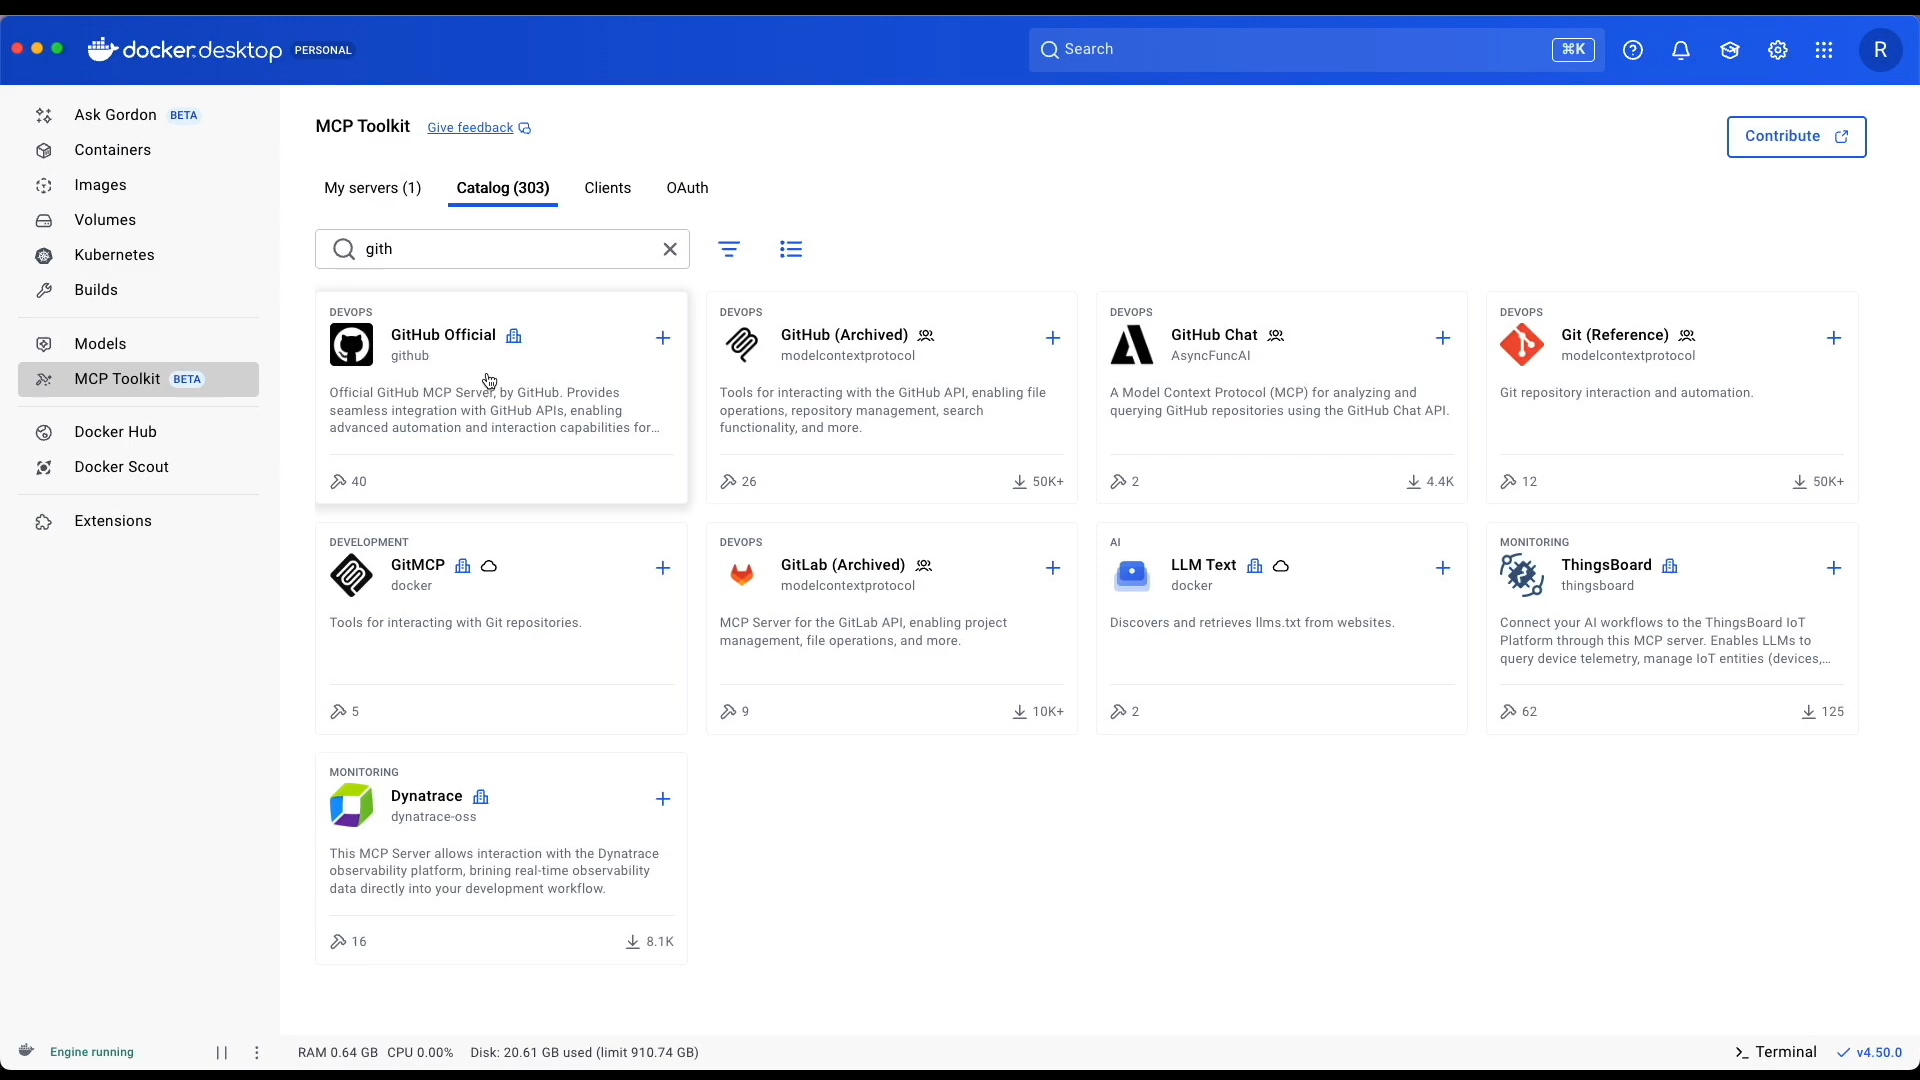 docker.desktop PERSONAL
Search
⌘K
R
Ask Gordon BETA
Containers
Images
Volumes
Kubernetes
Builds
Models
MCP Toolkit BETA
Docker Hub
Docker Scout
Extensions
MCP Toolkit Give feedback
Contribute
My servers (1) Catalog (303) Clients OAuth
gith
DEVOPS
GitHub Official
github
Official GitHub MCP Server, by GitHub. Provides
seamless integration with GitHub APIs, enabling
advanced automation and interaction capabilities for...
40
DEVOPS
GitHub (Archived)
modelcontextprotocol
Tools for interacting with the GitHub API, enabling file
operations, repository management, search
functionality, and more.
26 50K+
DEVOPS
GitHub Chat
AsyncFuncAI
A Model Context Protocol (MCP) for analyzing and
querying GitHub repositories using the GitHub Chat API.
2 4.4K
DEVOPS
Git (Reference)
modelcontextprotocol
Git repository interaction and automation.
12 50K+
DEVELOPMENT
GitMCP
docker
Tools for interacting with Git repositories.
5
DEVOPS
GitLab (Archived)
modelcontextprotocol
MCP Server for the GitLab API, enabling project
management, file operations, and more.
9 10K+
AI
LLM Text
docker
Discovers and retrieves llms.txt from websites.
2
MONITORING
ThingsBoard
thingsboard
Connect your AI workflows to the ThingsBoard IoT
Platform through this MCP server. Enables LLMs to
query device telemetry, manage IoT entities (devices,...
62 125
MONITORING
Dynatrace
dynatrace-oss
This MCP Server allows interaction with the Dynatrace
observability platform, brining real-time observability
data directly into your development workflow.
16 8.1K
Engine running
RAM 0.64 GB CPU 0.00% Disk: 20.61 GB used (limit 910.74 GB)
Terminal v4.50.0